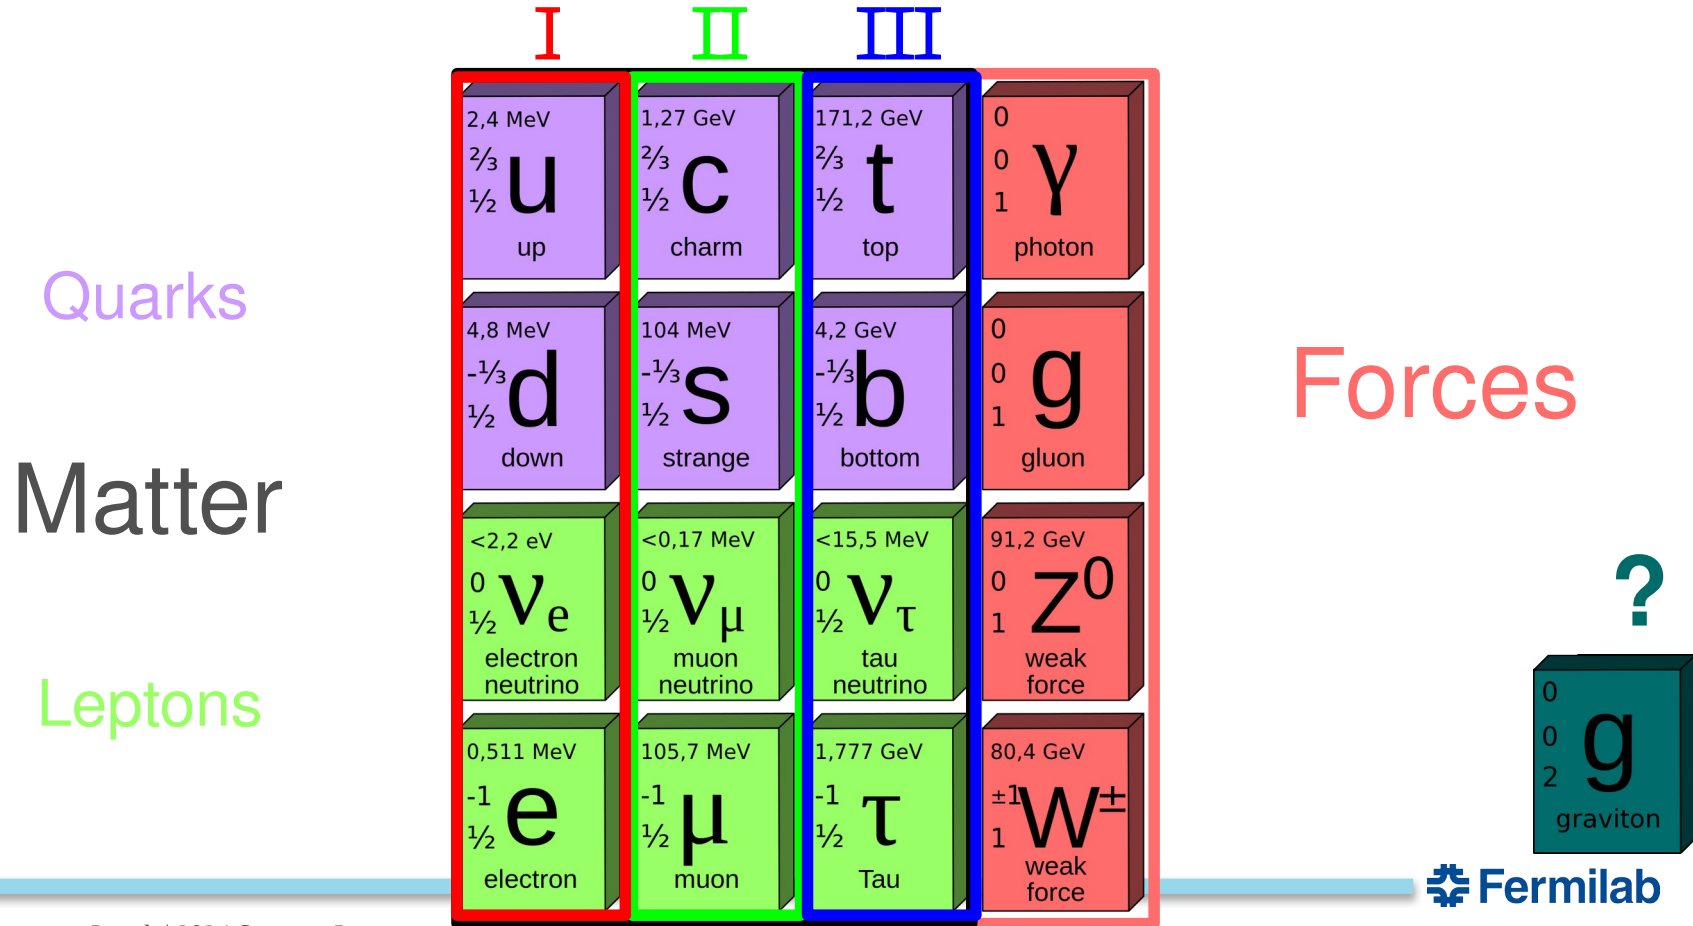 I II III
2,4 MeV
⅔
½
u
up
1,27 GeV
⅔
½
c
charm
171,2 GeV
⅔
½
t
top
0
0
1
γ
photon
Quarks
4,8 MeV
-⅓
½
d
down
104 MeV
-⅓
½
s
strange
4,2 GeV
-⅓
½
b
bottom
0
0
1
g
gluon
Forces
Matter
<2,2 eV
0
½
νe
electron
neutrino
<0,17 MeV
0
½
νμ
muon
neutrino
<15,5 MeV
0
½
ντ
tau
neutrino
91,2 GeV
0
1
Z⁰
weak
force
?
Leptons
0,511 MeV
-1
½
e
electron
105,7 MeV
-1
½
μ
muon
1,777 GeV
-1
½
τ
Tau
80,4 GeV
±1
1
W±
weak
force
0
0
2
g
graviton
Fermilab